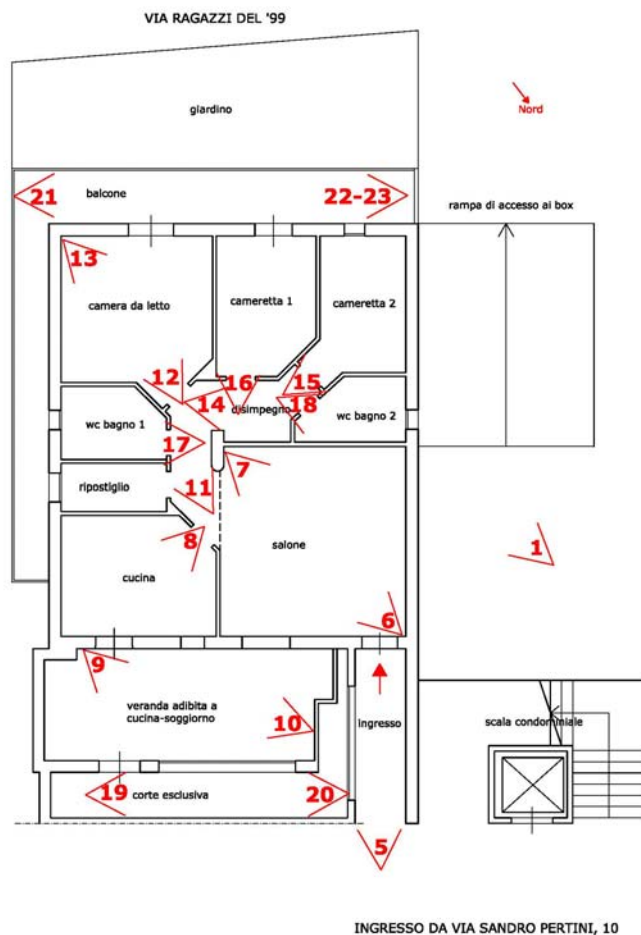 VIA RAGAZZI DEL '99
giardino
Nord
21
balcone
22-23
rampa di accesso ai box
13
camera da letto
cameretta 1
cameretta 2
12
16
15
14
disimpegno
18
wc bagno 1
wc bagno 2
17
7
ripostiglio
11
8
salone
1
cucina
6
9
veranda adibita a
cucina-soggiorno
10
ingresso
scala condominiale
19
corte esclusiva
20
5
INGRESSO DA VIA SANDRO PERTINI, 10